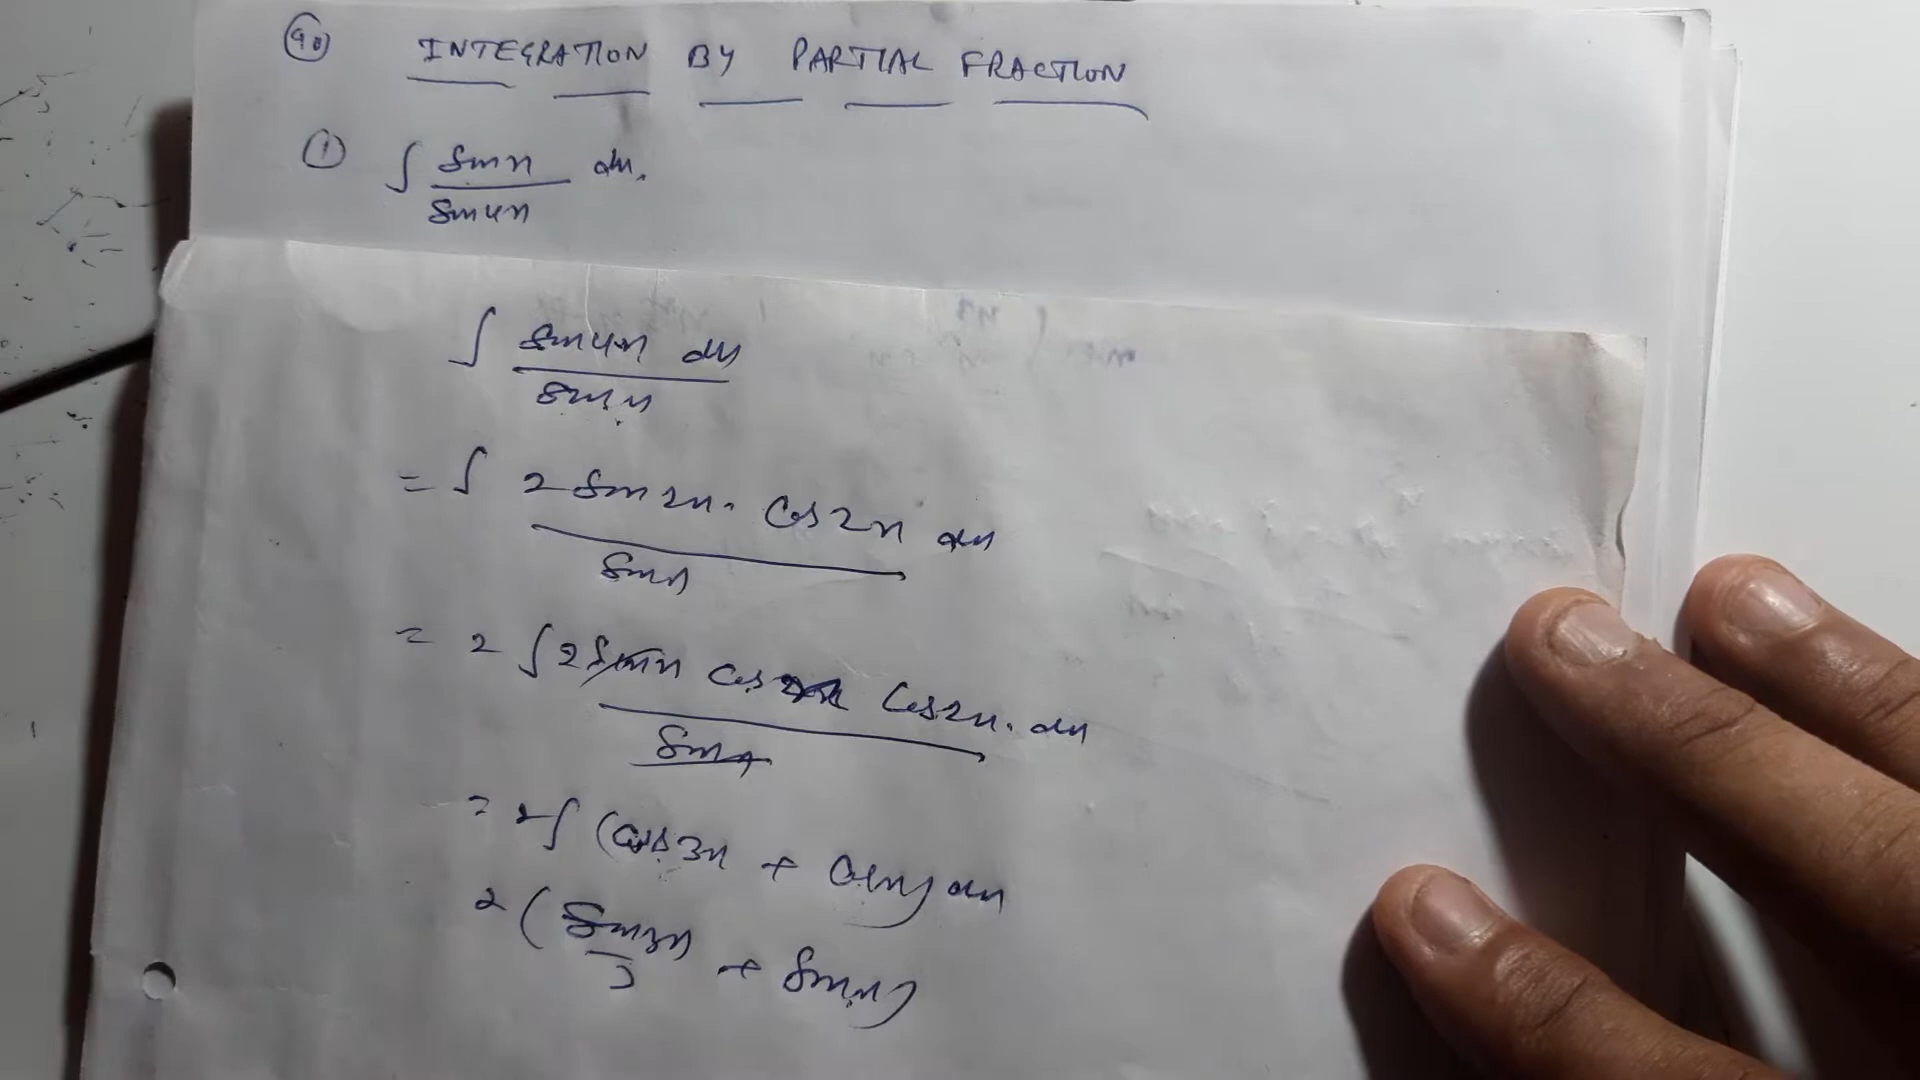 90 INTEGRATION BY PARTIAL FRACTION
① ∫ sin x / sin 4x dx.
∫ sin 4x dx / sin x
= ∫ 2 sin 2x . cos 2x dx / sin x
= 2 ∫ 2 sin x cos x cos 2x . dx / sin x
= 2 ∫ (cos 3x + cos x) dx
2 ( sin 3x / 3 + sin x )